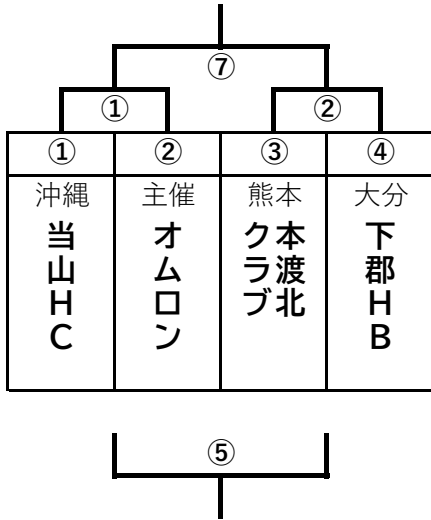 ⑦
① ②
① ② ③ ④
沖縄 主催 熊本 大分
当山HC
オムロン
本渡北
クラブ
下郡HB
⑤